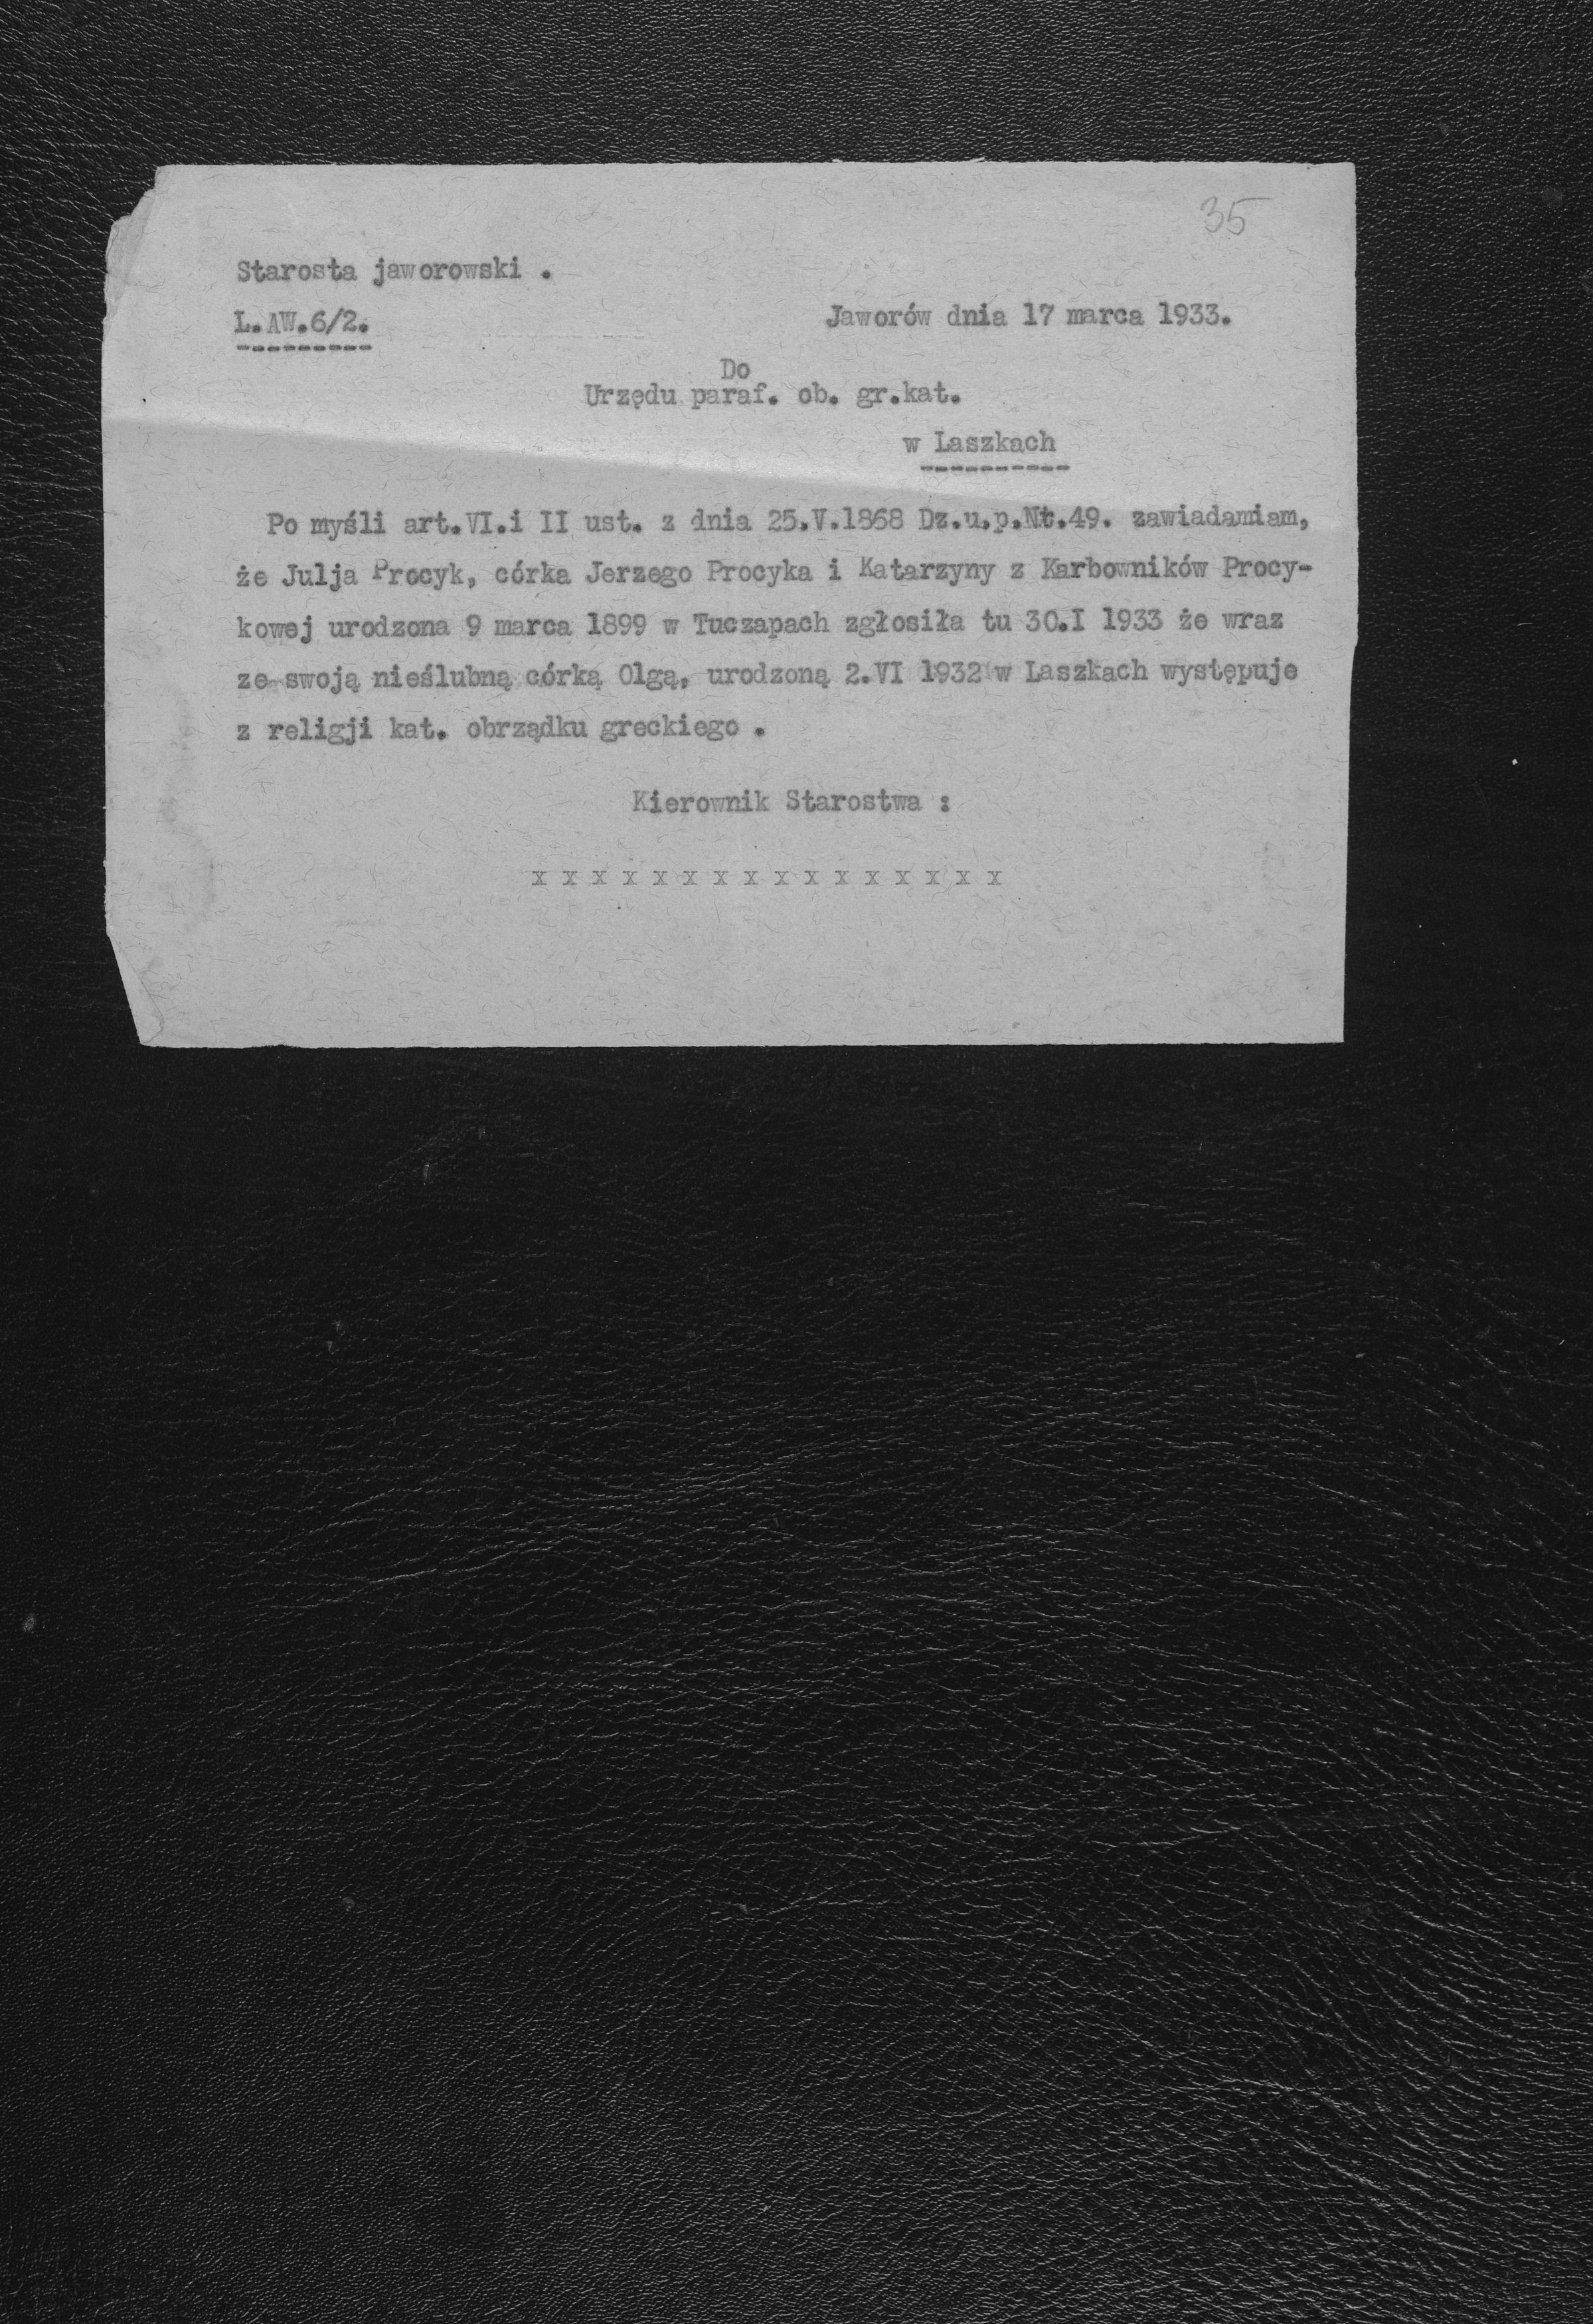 35
Starosta jaworowski .
L.AW.6/2.
Jaworów dnia 17 marca 1933.
Do
Urzędu paraf. ob. gr.kat.
w Laszkach
Po myśli art.VI.i II ust. z dnia 25.V.1868 Dz.u.p.Nt.49. zawiadamiam,
że Julja Procyk, córka Jerzego Procyka i Katarzyny z Karbowników Procy-
kowej urodzona 9 marca 1899 w Tuczapach zgłosiła tu 30.I 1933 że wraz
ze swoją nieślubną córką Olgą, urodzoną 2.VI 1932 w Laszkach występuje
z religji kat. obrządku greckiego .
Kierownik Starostwa :
x x x x x x x x x x x x x x x x